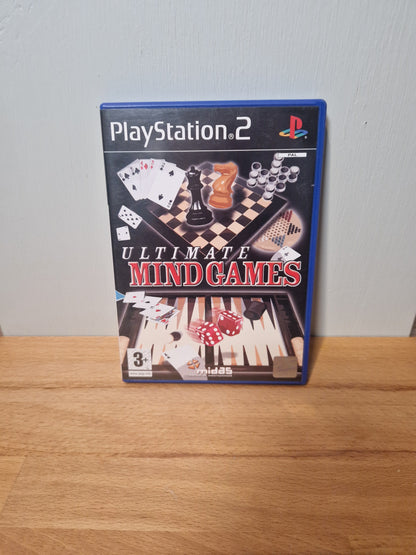 PlayStation®2
PAL
ULTIMATE
MIND GAMES
3+
midas